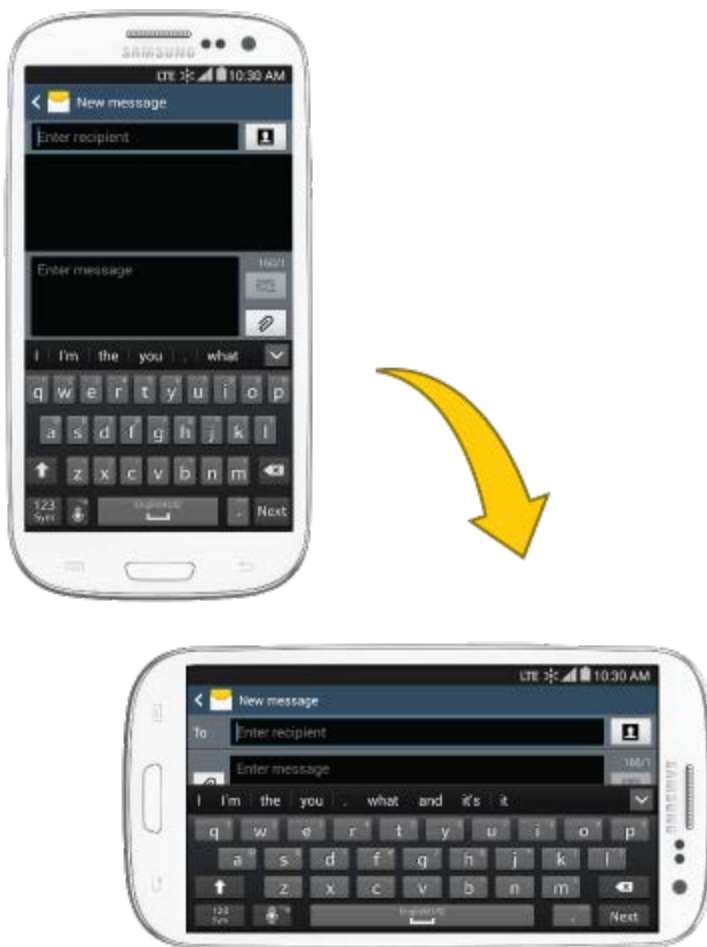 SAMSUNG
LTE 10:30 AM
New message
Enter recipient
Enter message
160/1
I I'm the you . what
q w e r t y u i o p
a s d f g h j k l
z x c v b n m
123
Sym . Next
LTE 10:30 AM
New message
To Enter recipient
Enter message
160/1
I I'm the you . what and it's it
q w e r t y u i o p
a s d f g h j k l
z x c v b n m
123
Sym . Next
SAMSUNG